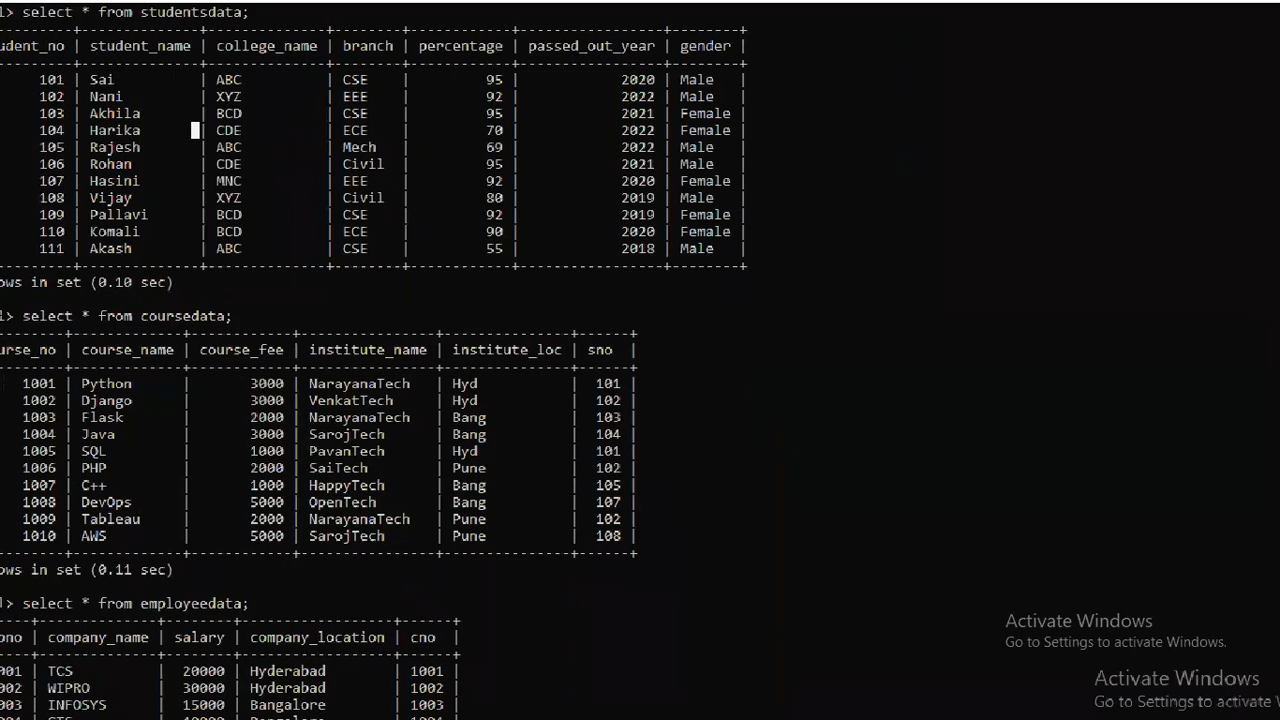 l> select * from studentsdata;
udent_no | student_name | college_name | branch | percentage | passed_out_year | gender |
101 | Sai | ABC | CSE | 95 | 2020 | Male |
102 | Nani | XYZ | EEE | 92 | 2022 | Male |
103 | Akhila | BCD | CSE | 95 | 2021 | Female |
104 | Harika | CDE | ECE | 70 | 2022 | Female |
105 | Rajesh | ABC | Mech | 69 | 2022 | Male |
106 | Rohan | CDE | Civil | 95 | 2021 | Male |
107 | Hasini | MNC | EEE | 92 | 2020 | Female |
108 | Vijay | XYZ | Civil | 80 | 2019 | Male |
109 | Pallavi | BCD | CSE | 92 | 2019 | Female |
110 | Komali | BCD | ECE | 90 | 2020 | Female |
111 | Akash | ABC | CSE | 55 | 2018 | Male |
ows in set (0.10 sec)
l> select * from coursedata;
urse_no | course_name | course_fee | institute_name | institute_loc | sno |
1001 | Python | 3000 | NarayanaTech | Hyd | 101 |
1002 | Django | 3000 | VenkatTech | Hyd | 102 |
1003 | Flask | 2000 | NarayanaTech | Bang | 103 |
1004 | Java | 3000 | SarojTech | Bang | 104 |
1005 | SQL | 1000 | PavanTech | Hyd | 101 |
1006 | PHP | 2000 | SaiTech | Pune | 102 |
1007 | C++ | 1000 | HappyTech | Bang | 105 |
1008 | DevOps | 5000 | OpenTech | Bang | 107 |
1009 | Tableau | 2000 | NarayanaTech | Pune | 102 |
1010 | AWS | 5000 | SarojTech | Pune | 108 |
ows in set (0.11 sec)
l> select * from employeedata;
pno | company_name | salary | company_location | cno |
001 | TCS | 20000 | Hyderabad | 1001 |
002 | WIPRO | 30000 | Hyderabad | 1002 |
003 | INFOSYS | 15000 | Bangalore | 1003 |
Activate Windows
Go to Settings to activate Windows.
Activate Windows
Go to Settings to activate